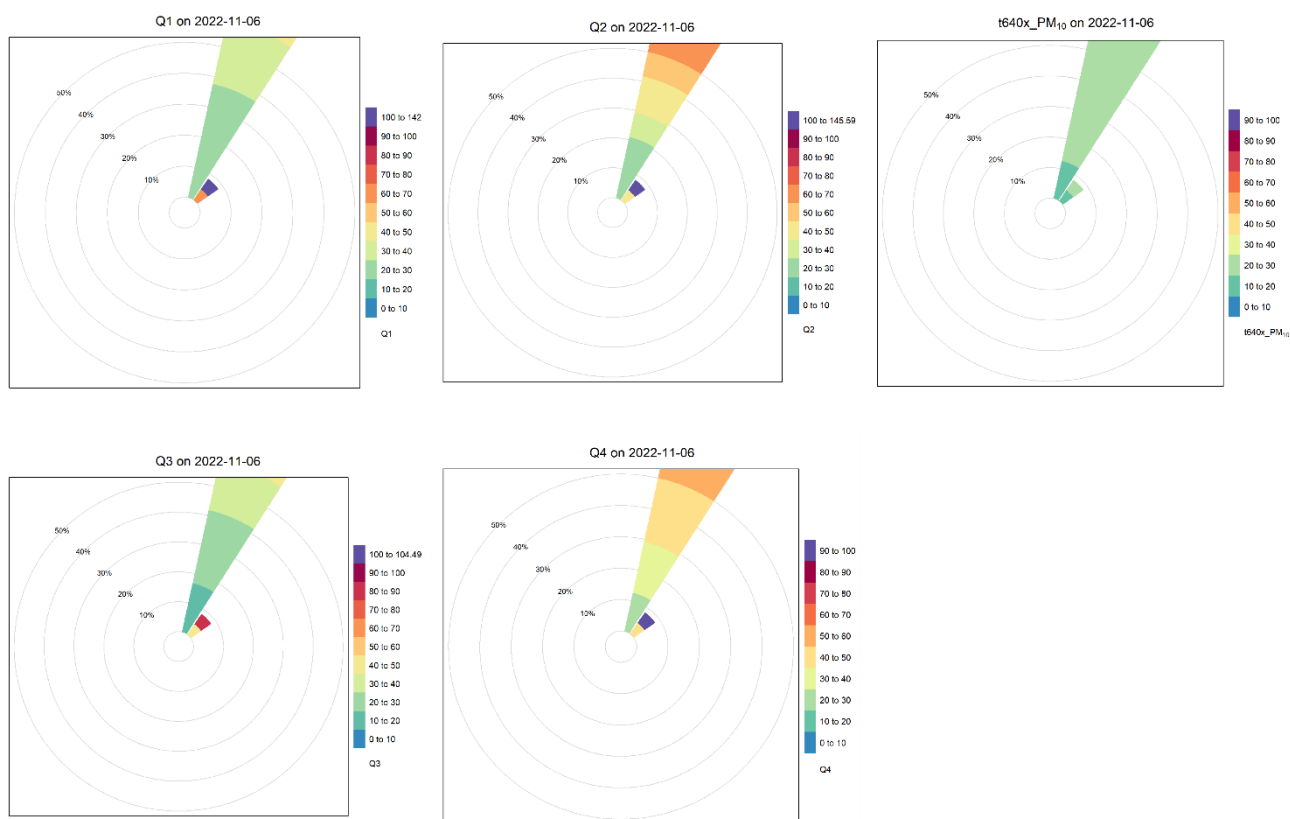 Q1 on 2022-11-06
50%
40%
30%
20%
10%
100 to 142
90 to 100
80 to 90
70 to 80
60 to 70
50 to 60
40 to 50
30 to 40
20 to 30
10 to 20
0 to 10
Q1
Q2 on 2022-11-06
50%
40%
30%
20%
10%
100 to 145.59
90 to 100
80 to 90
70 to 80
60 to 70
50 to 60
40 to 50
30 to 40
20 to 30
10 to 20
0 to 10
Q2
t640x_PM₁₀ on 2022-11-06
50%
40%
30%
20%
10%
90 to 100
80 to 90
70 to 80
60 to 70
50 to 60
40 to 50
30 to 40
20 to 30
10 to 20
0 to 10
t640x_PM₁₀
Q3 on 2022-11-06
50%
40%
30%
20%
10%
100 to 104.49
90 to 100
80 to 90
70 to 80
60 to 70
50 to 60
40 to 50
30 to 40
20 to 30
10 to 20
0 to 10
Q3
Q4 on 2022-11-06
50%
40%
30%
20%
10%
90 to 100
80 to 90
70 to 80
60 to 70
50 to 60
40 to 50
30 to 40
20 to 30
10 to 20
0 to 10
Q4